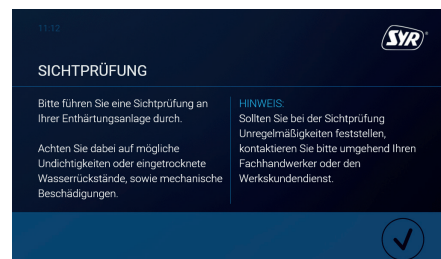 11:12
SYR®
SICHTPRÜFUNG
Bitte führen Sie eine Sichtprüfung an
Ihrer Enthärtungsanlage durch.
Achten Sie dabei auf mögliche
Undichtigkeiten oder eingetrocknete
Wasserrückstände, sowie mechanische
Beschädigungen.
HINWEIS:
Sollten Sie bei der Sichtprüfung
Unregelmäßigkeiten feststellen,
kontaktieren Sie bitte umgehend Ihren
Fachhandwerker oder den
Werkskundendienst.